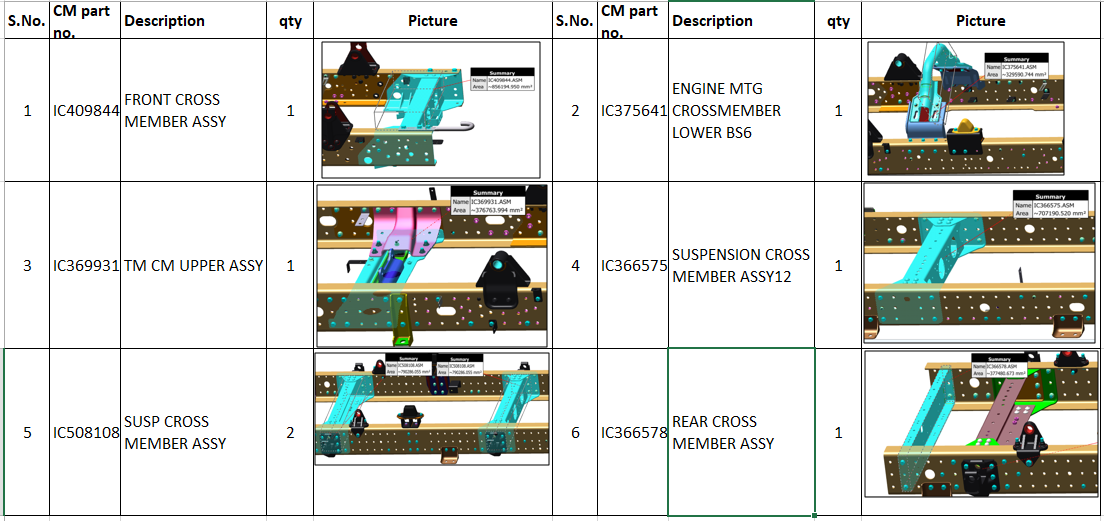 S.No. CM part no. Description qty Picture S.No. CM part no. Description qty Picture
1 IC409844 FRONT CROSS MEMBER ASSY 1
Summary
Name IC409844.ASM
Area ~856194.950 mm²
2 IC375641 ENGINE MTG CROSSMEMBER LOWER BS6 1
Summary
Name IC375641.ASM
Area ~329590.744 mm²
3 IC369931 TM CM UPPER ASSY 1
Summary
Name IC369931.ASM
Area ~376763.994 mm²
4 IC366575 SUSPENSION CROSS MEMBER ASSY12 1
Summary
Name IC366575.ASM
Area ~707190.520 mm²
5 IC508108 SUSP CROSS MEMBER ASSY 2
Summary
Name IC508108.ASM
Area ~790286.055 mm²
Summary
Name IC508108.ASM
Area ~790286.055 mm²
6 IC366578 REAR CROSS MEMBER ASSY 1
Summary
Name IC366578.ASM
Area ~377480.673 mm²